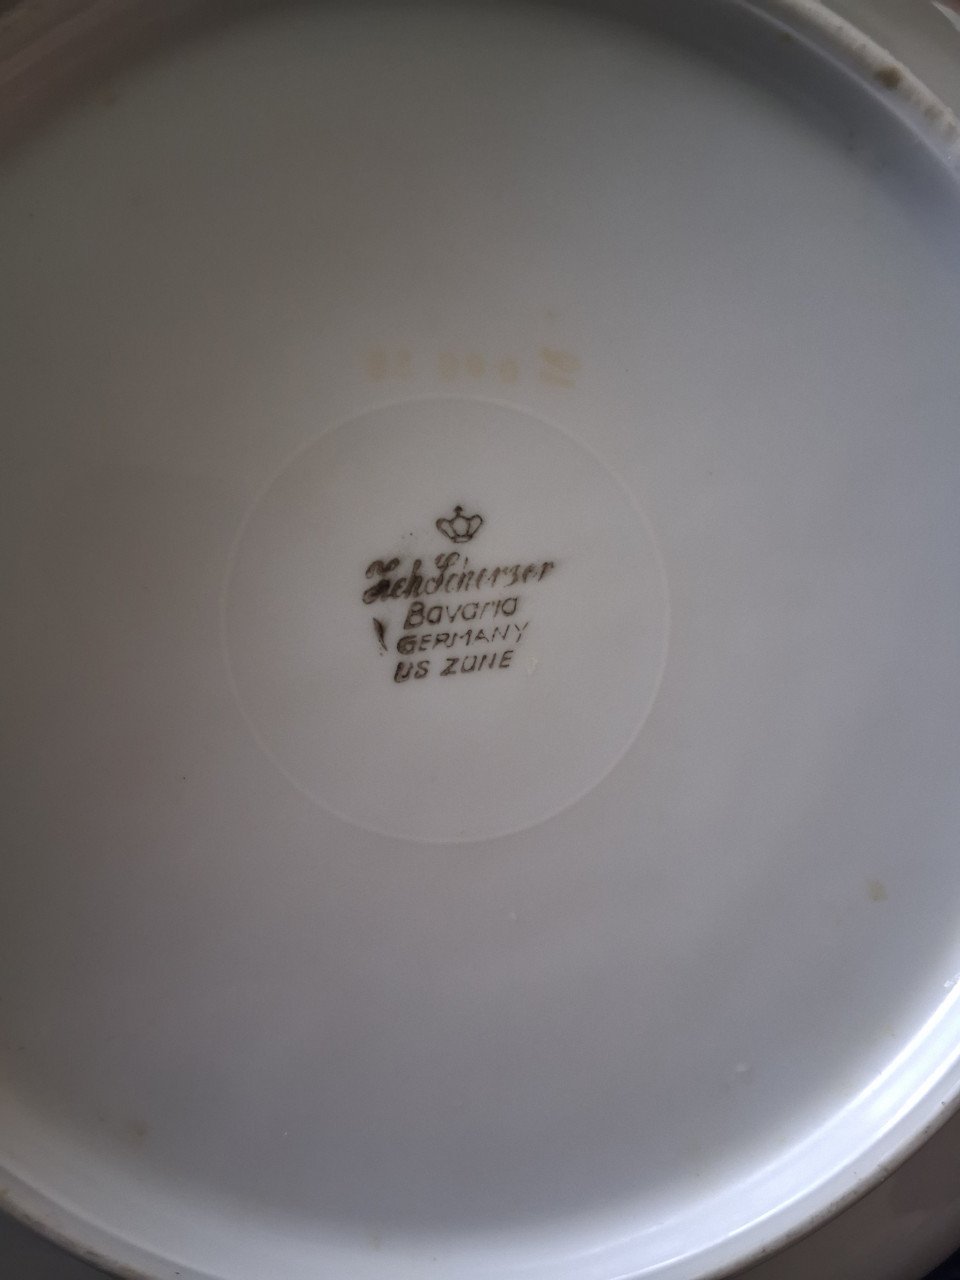 Zeh Scherzer
Bavaria
GERMANY
US ZONE